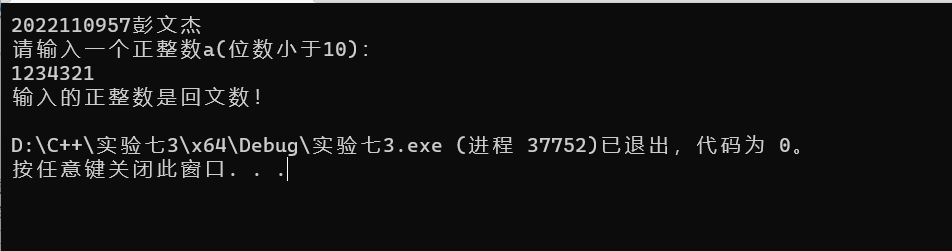 2022110957彭文杰
请输入一个正整数a(位数小于10):
1234321
输入的正整数是回文数!
D:\C++\实验七3\x64\Debug\实验七3.exe (进程 37752)已退出，代码为 0。
按任意键关闭此窗口. . .